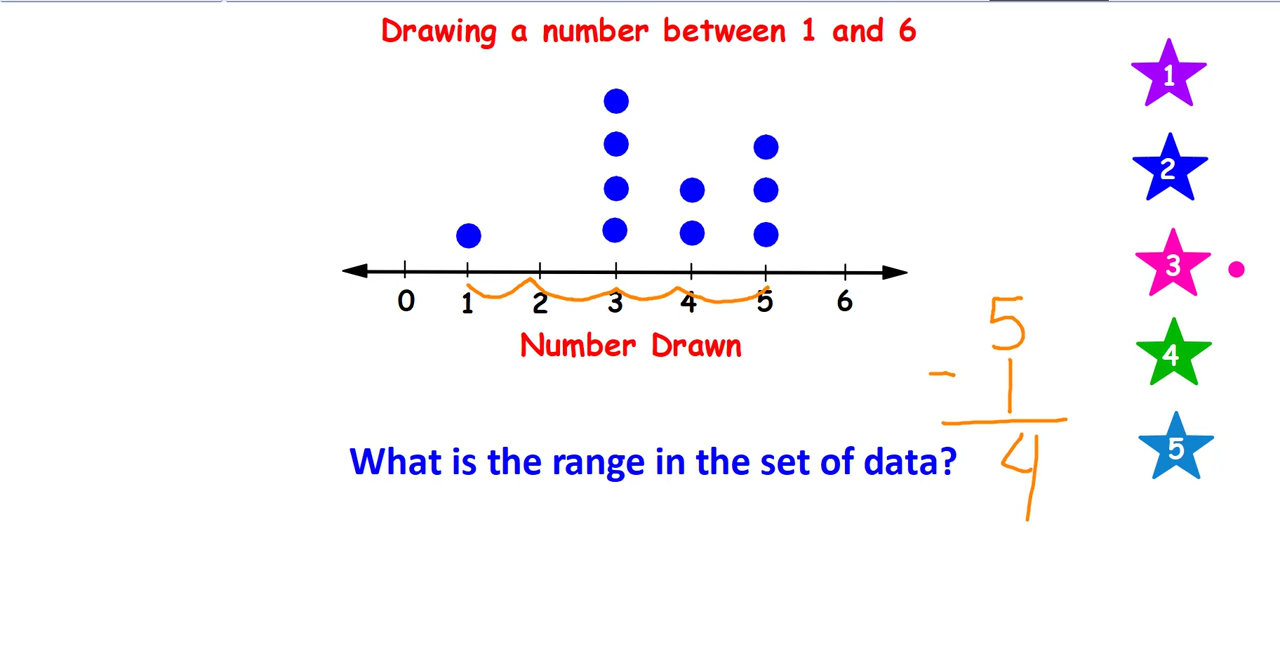 Drawing a number between 1 and 6
0 1 2 3 4 5 6
Number Drawn
What is the range in the set of data?
5
- 1
4
1
2
3
4
5